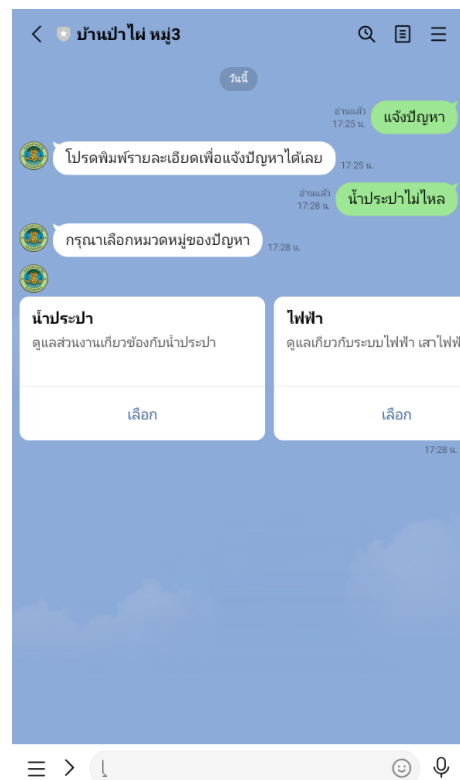 บ้านป่าไผ่ หมู่3
วันนี้
อ่านแล้ว
17:25 น.
แจ้งปัญหา
โปรดพิมพ์รายละเอียดเพื่อแจ้งปัญหาได้เลย
17:25 น.
อ่านแล้ว
17:28 น.
น้ำประปาไม่ไหล
กรุณาเลือกหมวดหมู่ของปัญหา
17:28 น.
น้ำประปา
ดูแลส่วนงานเกี่ยวข้องกับน้ำประปา
เลือก
ไฟฟ้า
ดูแลเกี่ยวกับระบบไฟฟ้า เสาไฟฟ
เลือก
17:28 น.